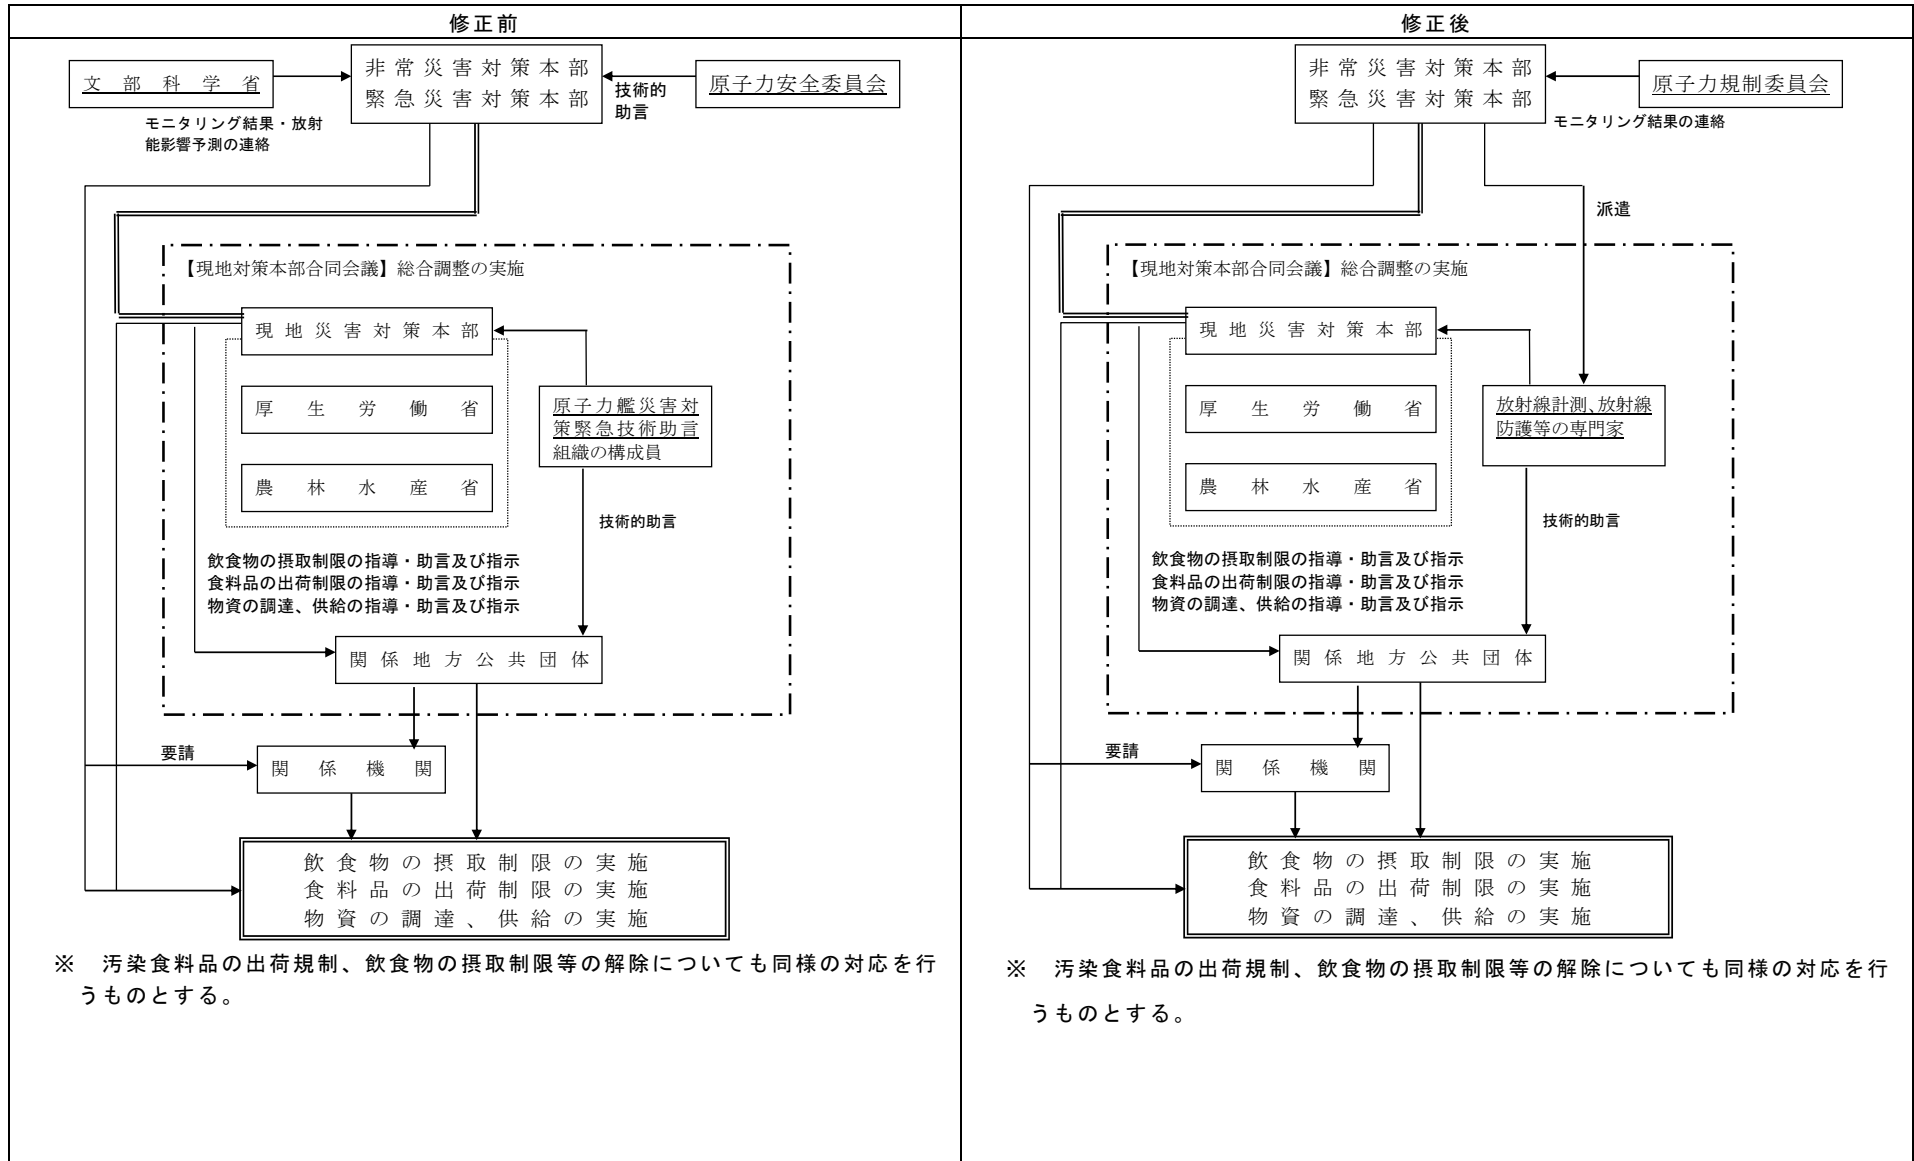 修正前
文部科学省
非常災害対策本部
緊急災害対策本部
技術的
助言
原子力安全委員会
モニタリング結果・放射
能影響予測の連絡
【現地対策本部合同会議】総合調整の実施
現地災害対策本部
厚生労働省
農林水産省
原子力艦災害対
策緊急技術助言
組織の構成員
技術的助言
飲食物の摂取制限の指導・助言及び指示
食料品の出荷制限の指導・助言及び指示
物資の調達、供給の指導・助言及び指示
関係地方公共団体
要請
関係機関
飲食物の摂取制限の実施
食料品の出荷制限の実施
物資の調達、供給の実施
※ 汚染食料品の出荷規制、飲食物の摂取制限等の解除についても同様の対応を行
うものとする。
修正後
非常災害対策本部
緊急災害対策本部
原子力規制委員会
モニタリング結果の連絡
派遣
【現地対策本部合同会議】総合調整の実施
現地災害対策本部
厚生労働省
農林水産省
放射線計測、放射線
防護等の専門家
技術的助言
飲食物の摂取制限の指導・助言及び指示
食料品の出荷制限の指導・助言及び指示
物資の調達、供給の指導・助言及び指示
関係地方公共団体
要請
関係機関
飲食物の摂取制限の実施
食料品の出荷制限の実施
物資の調達、供給の実施
※ 汚染食料品の出荷規制、飲食物の摂取制限等の解除についても同様の対応を行
うものとする。